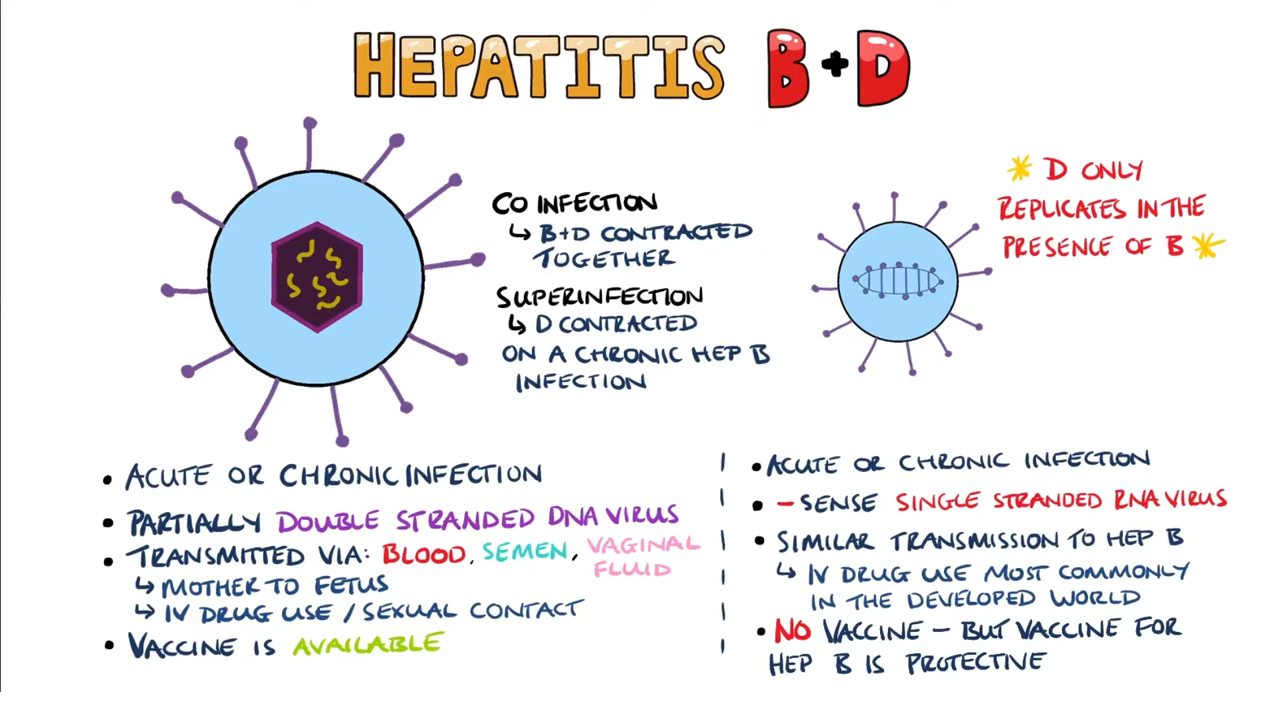 HEPATITIS B + D
CO INFECTION
↳ B+D CONTRACTED
TOGETHER
SUPERINFECTION
↳ D CONTRACTED
ON A CHRONIC HEP B
INFECTION
* D ONLY
REPLICATES IN THE
PRESENCE OF B *
• ACUTE OR CHRONIC INFECTION
• PARTIALLY DOUBLE STRANDED DNA VIRUS
• TRANSMITTED VIA: BLOOD, SEMEN, VAGINAL
FLUID
↳ MOTHER TO FETUS
↳ IV DRUG USE / SEXUAL CONTACT
• VACCINE IS AVAILABLE
• ACUTE OR CHRONIC INFECTION
• - SENSE SINGLE STRANDED RNA VIRUS
• SIMILAR TRANSMISSION TO HEP B
↳ IV DRUG USE MOST COMMONLY
IN THE DEVELOPED WORLD
• NO VACCINE - BUT VACCINE FOR
HEP B IS PROTECTIVE